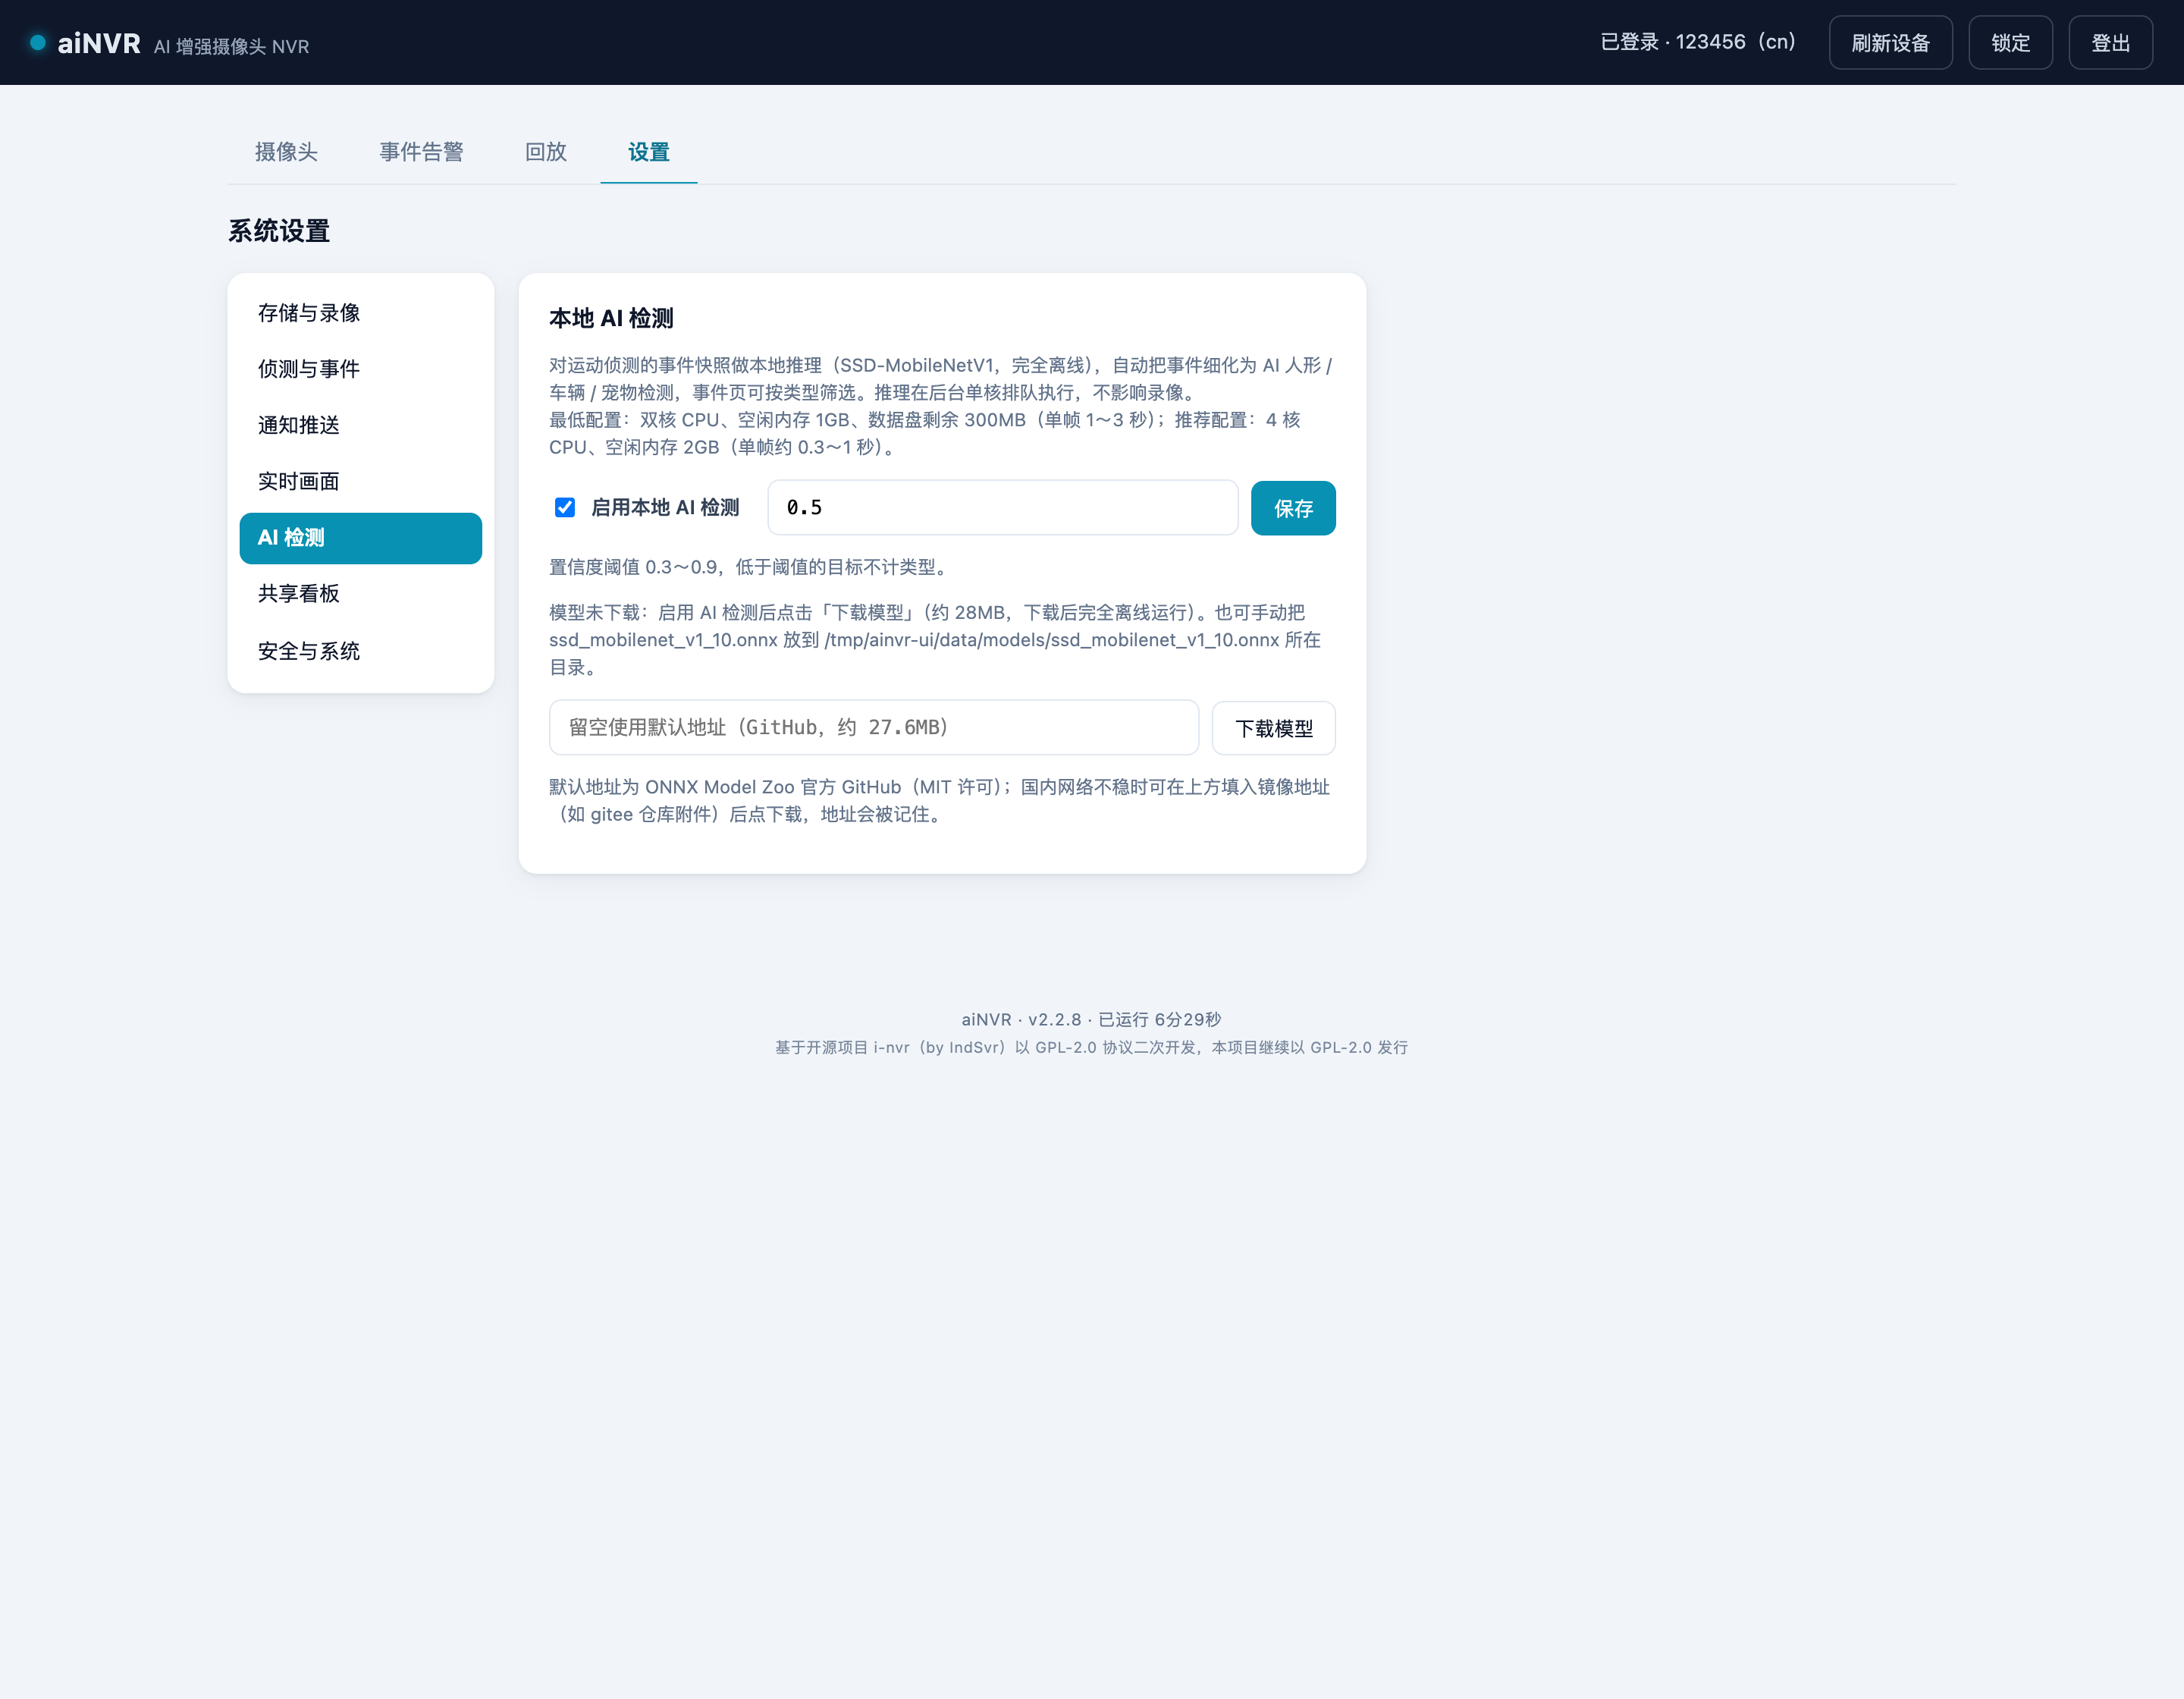 aiNVR AI 增强摄像头 NVR
已登录 · 123456（cn） 刷新设备 锁定 登出
摄像头 事件告警 回放 设置
系统设置
存储与录像
侦测与事件
通知推送
实时画面
AI 检测
共享看板
安全与系统
本地 AI 检测
对运动侦测的事件快照做本地推理（SSD-MobileNetV1，完全离线），自动把事件细化为 AI 人形 /
车辆 / 宠物检测，事件页可按类型筛选。推理在后台单核排队执行，不影响录像。
最低配置：双核 CPU、空闲内存 1GB、数据盘剩余 300MB（单帧 1～3 秒）；推荐配置：4 核
CPU、空闲内存 2GB（单帧约 0.3～1 秒）。
启用本地 AI 检测 0.5 保存
置信度阈值 0.3～0.9，低于阈值的目标不计类型。
模型未下载：启用 AI 检测后点击「下载模型」（约 28MB，下载后完全离线运行）。也可手动把
ssd_mobilenet_v1_10.onnx 放到 /tmp/ainvr-ui/data/models/ssd_mobilenet_v1_10.onnx 所在
目录。
留空使用默认地址（GitHub，约 27.6MB） 下载模型
默认地址为 ONNX Model Zoo 官方 GitHub（MIT 许可）；国内网络不稳时可在上方填入镜像地址
（如 gitee 仓库附件）后点下载，地址会被记住。
aiNVR · v2.2.8 · 已运行 6分29秒
基于开源项目 i-nvr（by IndSvr）以 GPL-2.0 协议二次开发，本项目继续以 GPL-2.0 发行